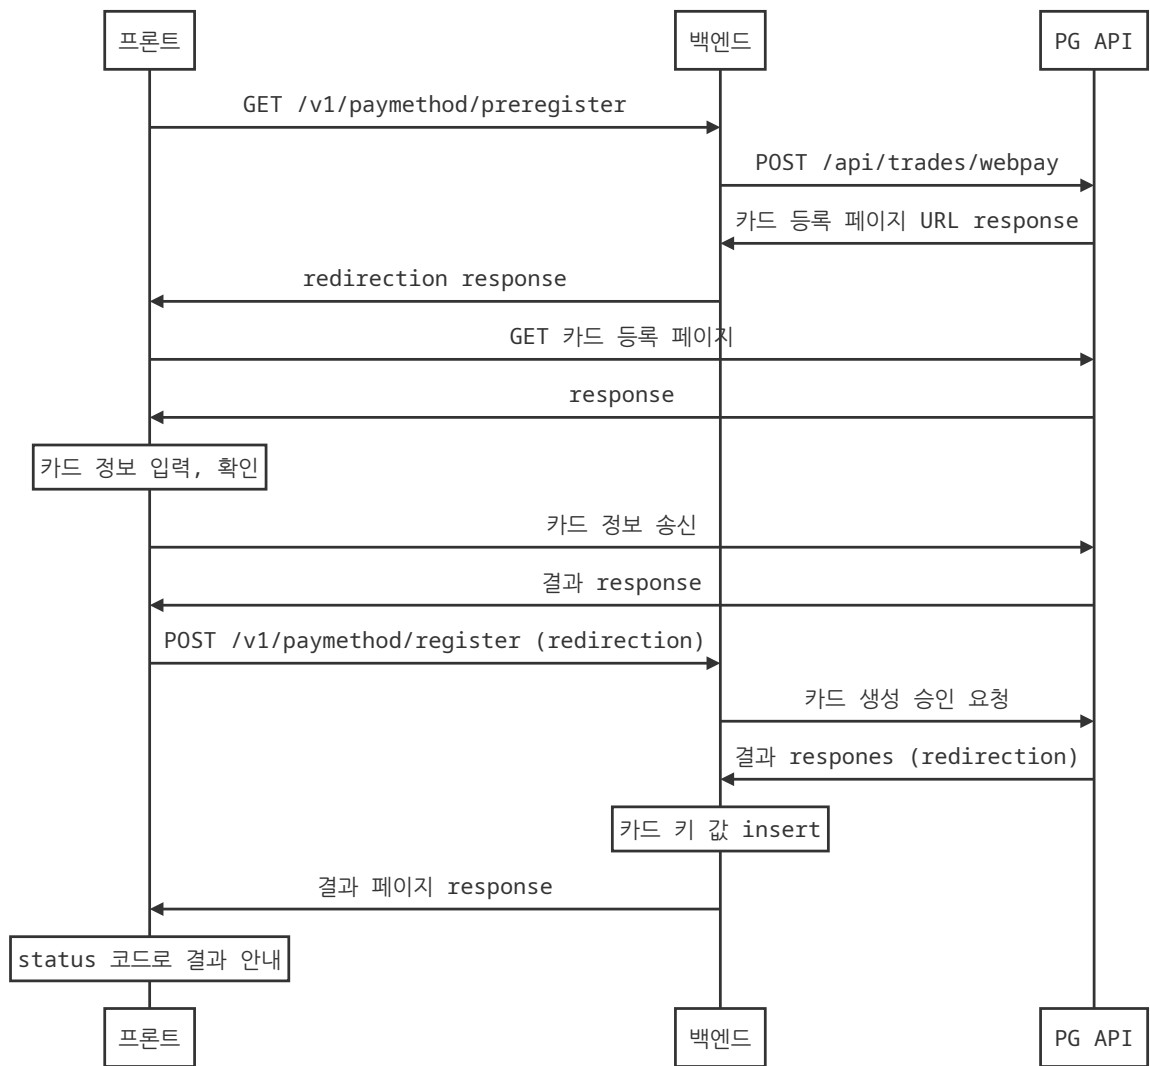 프론트
백엔드
PG API
GET /v1/paymethod/preregister
POST /api/trades/webpay
카드 등록 페이지 URL response
redirection response
GET 카드 등록 페이지
response
카드 정보 입력, 확인
카드 정보 송신
결과 response
POST /v1/paymethod/register (redirection)
카드 생성 승인 요청
결과 respones (redirection)
카드 키 값 insert
결과 페이지 response
status 코드로 결과 안내
프론트
백엔드
PG API